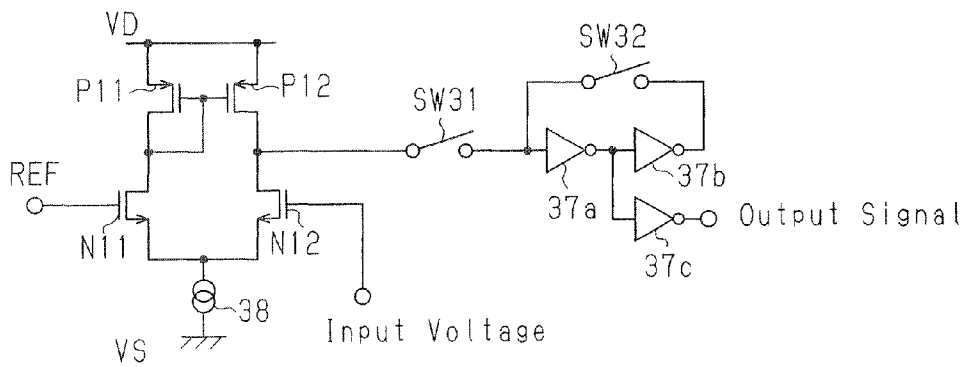 VD
SW32
P11
P12
SW31
REF
37a
37b
Output Signal
N11
N12
37c
38
Input Voltage
VS